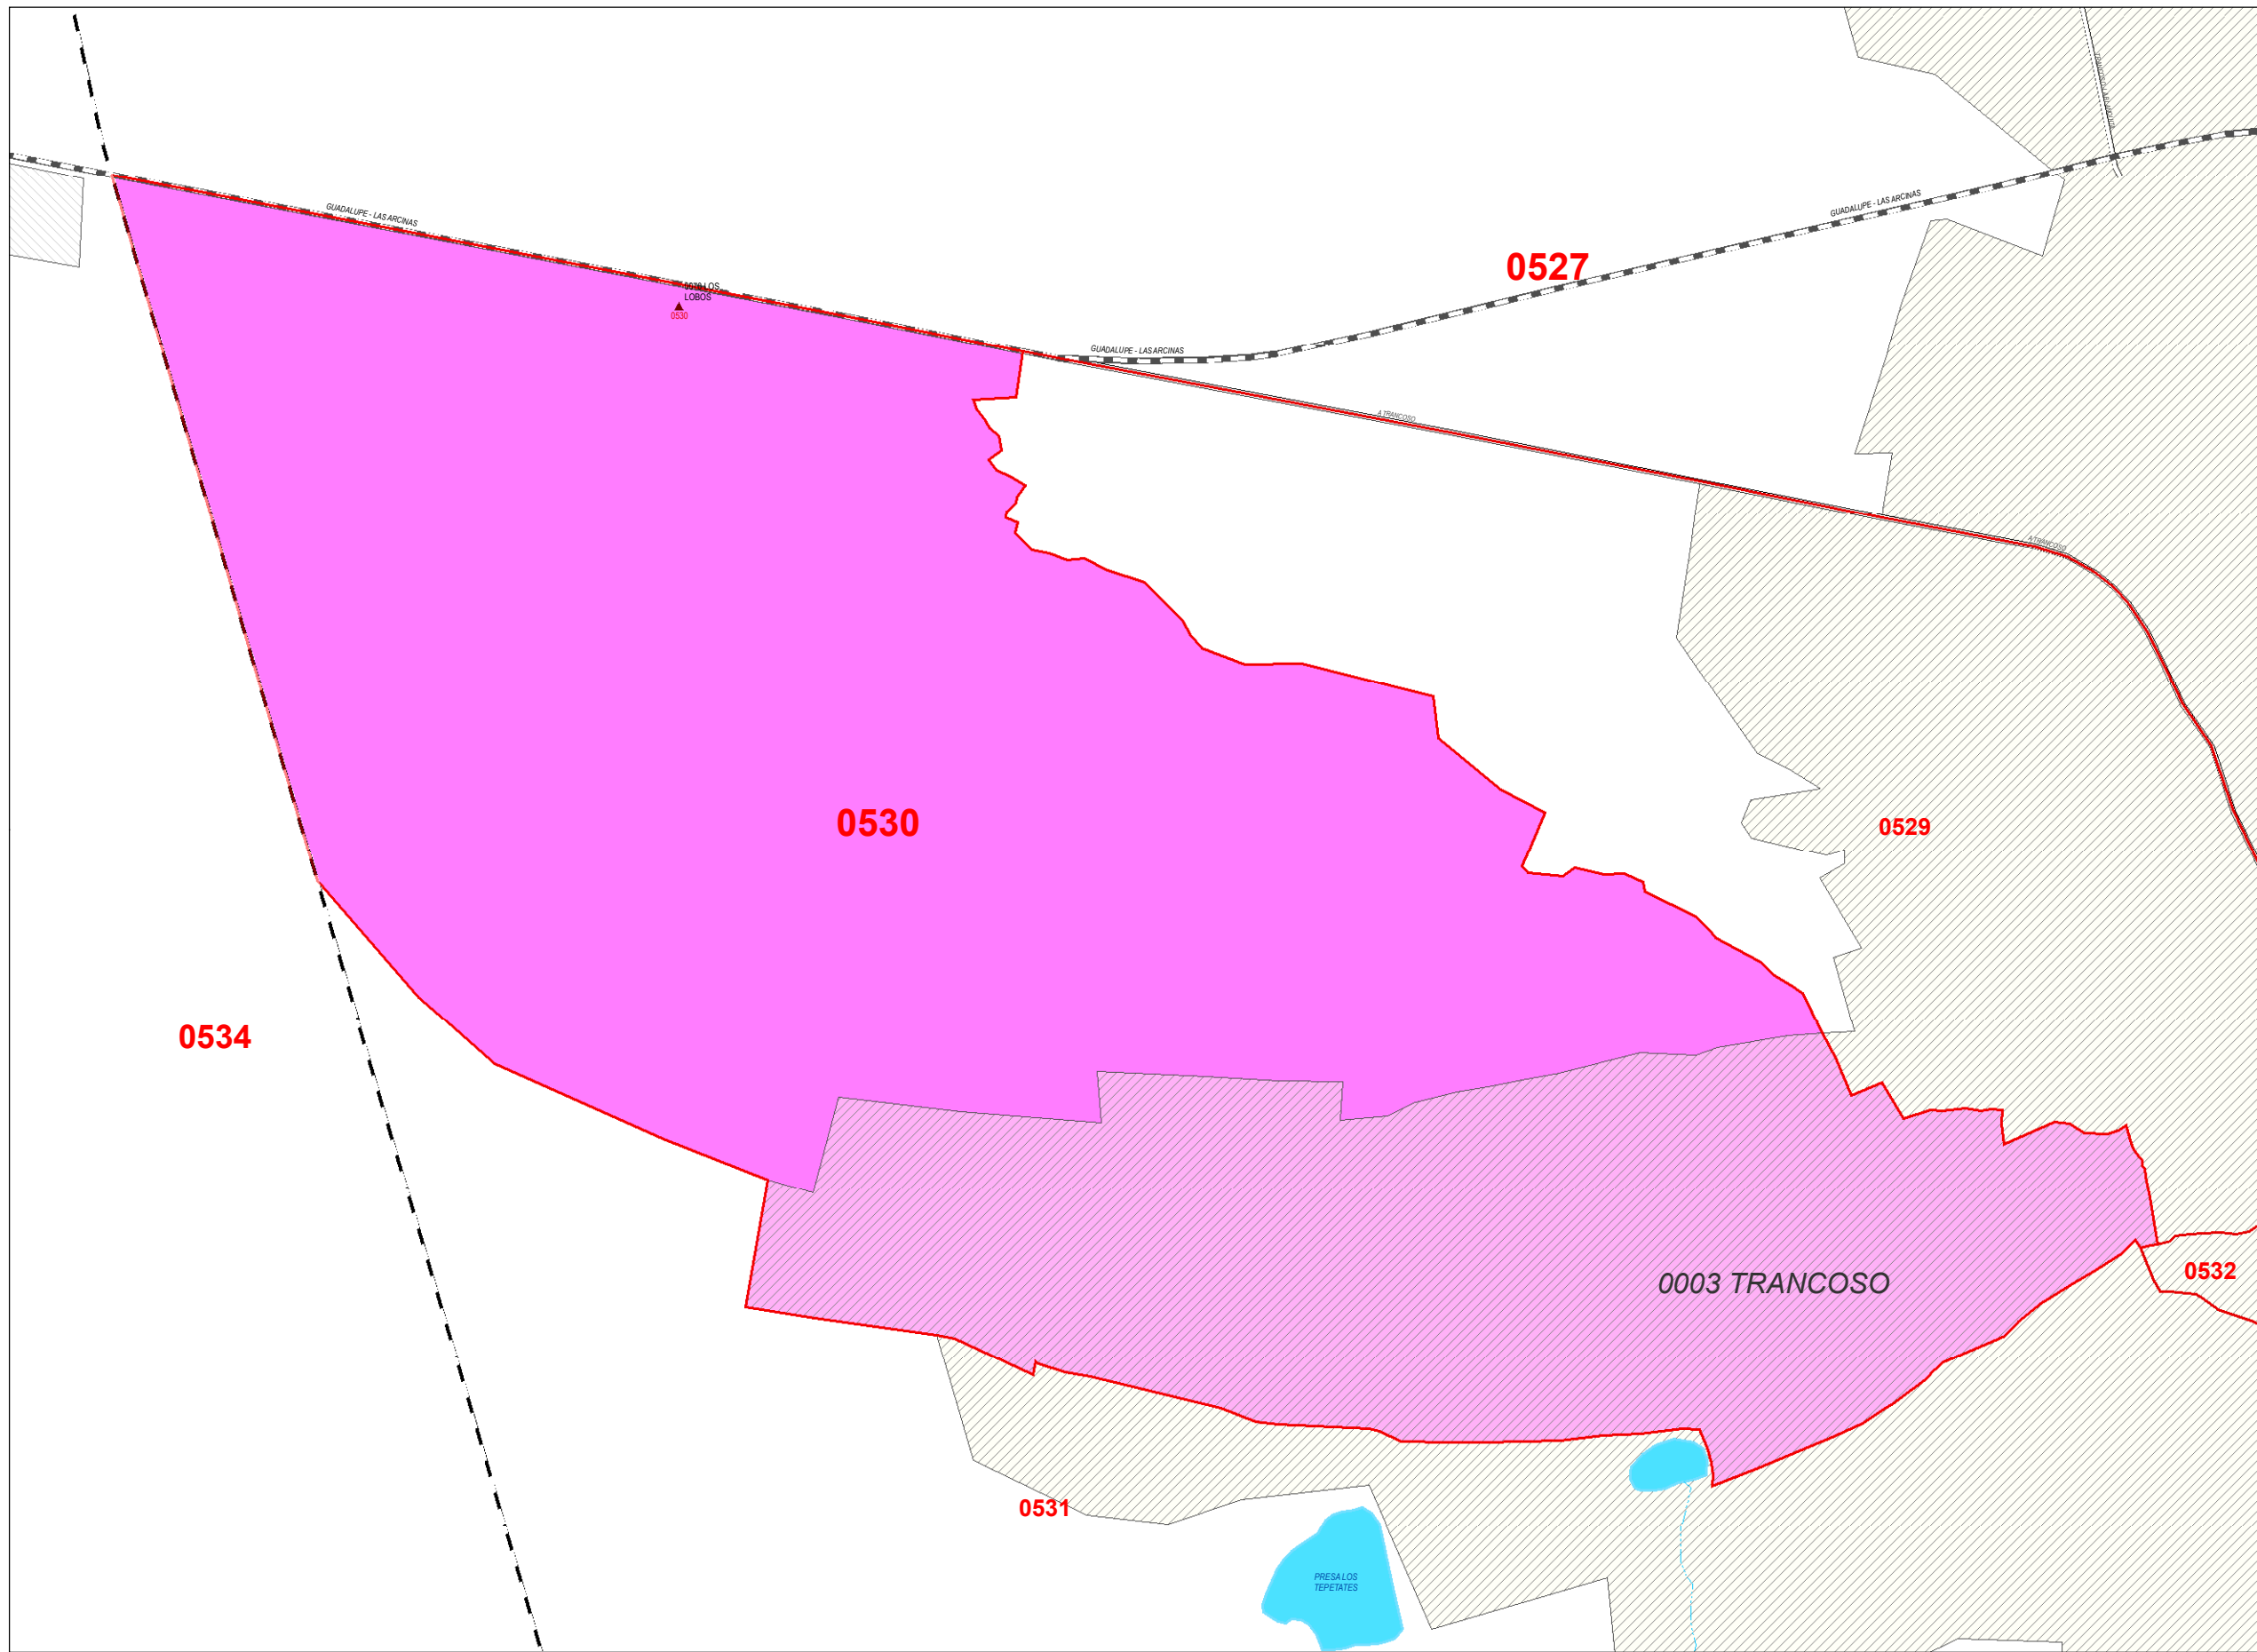 GUADALUPE - LAS ARCINAS
GUADALUPE - LAS ARCINAS
0527
LOS
LOBOS
0530
GUADALUPE - LAS ARCINAS
A TRANCOSO
A TRANCOSO
0530
0529
0534
0532
0003 TRANCOSO
0531
PRESA LOS
TEPETATES